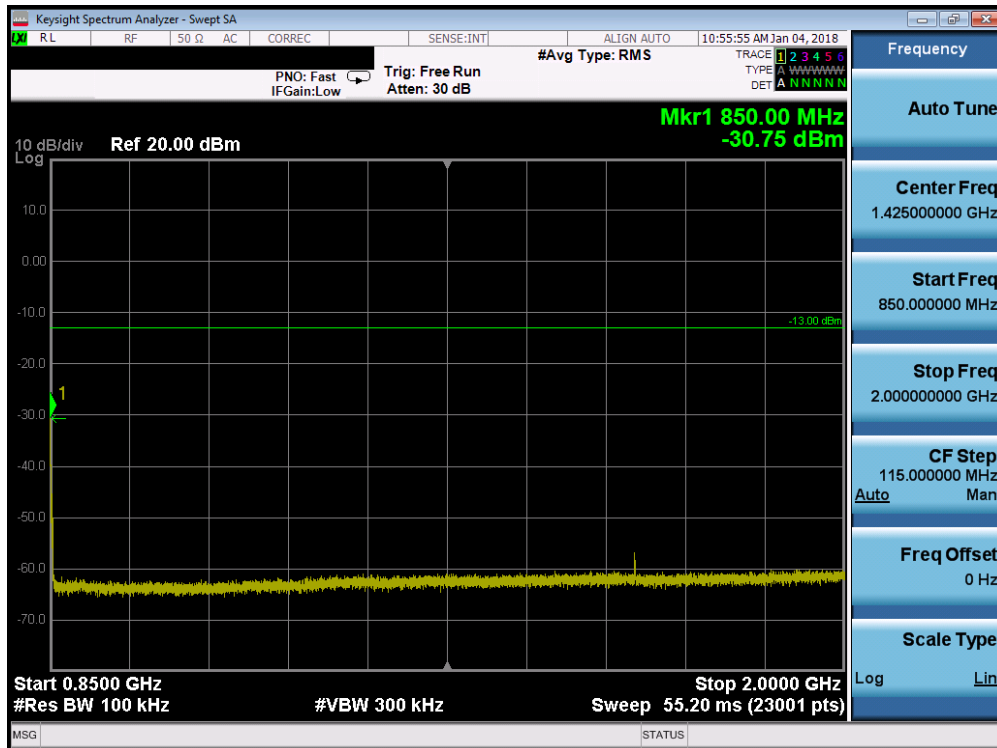 Keysight Spectrum Analyzer - Swept SA
LXI RL RF 50 Ω AC CORREC SENSE:INT ALIGN AUTO 10:55:55 AM Jan 04, 2018
Frequency
#Avg Type: RMS TRACE 1 2 3 4 5 6
PNO: Fast Trig: Free Run TYPE A WWWWW
IFGain:Low Atten: 30 dB DET A N N N N N
Auto Tune
Mkr1 850.00 MHz
-30.75 dBm
10 dB/div Ref 20.00 dBm
Log
10.0
0.00
-10.0
-13.00 dBm
-20.0
1
-30.0
-40.0
-50.0
-60.0
-70.0
Center Freq
1.425000000 GHz
Start Freq
850.000000 MHz
Stop Freq
2.000000000 GHz
CF Step
115.000000 MHz
Auto Man
Freq Offset
0 Hz
Scale Type
Log Lin
Start 0.8500 GHz Stop 2.0000 GHz
#Res BW 100 kHz #VBW 300 kHz Sweep 55.20 ms (23001 pts)
MSG STATUS